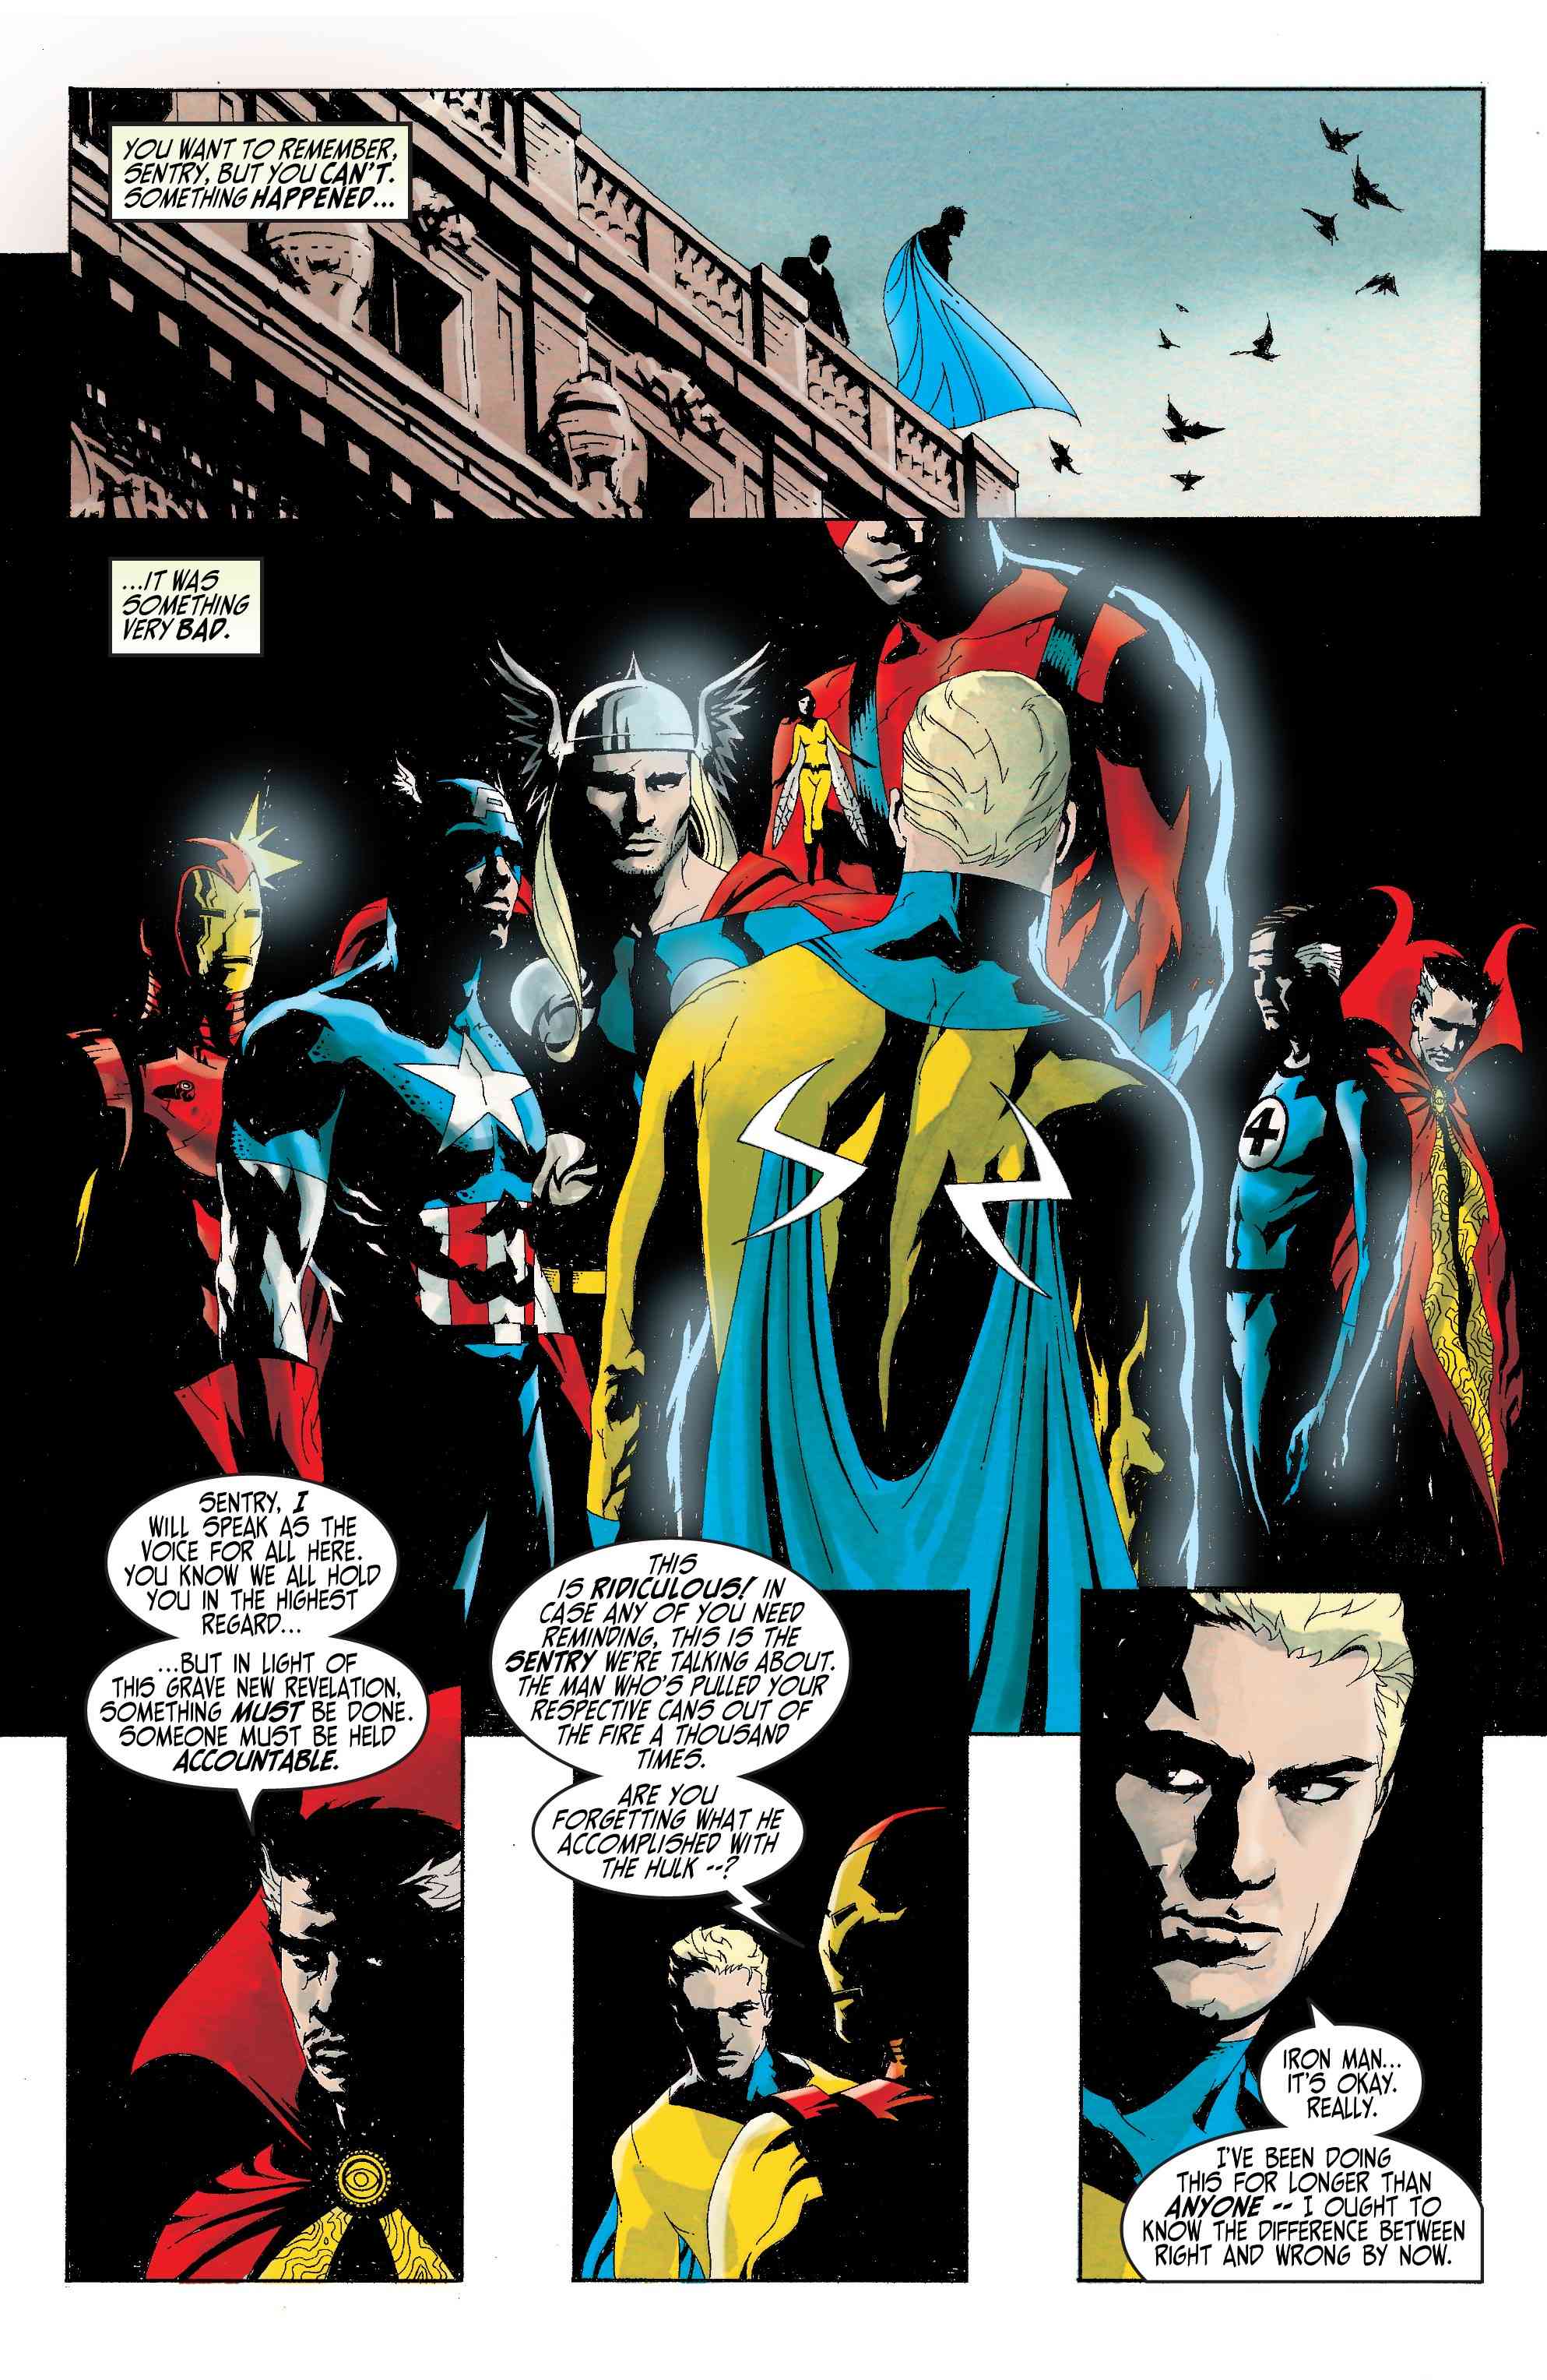 YOU WANT TO REMEMBER,
SENTRY, BUT YOU CAN'T.
SOMETHING HAPPENED...
...IT WAS
SOMETHING
VERY BAD.
A
4
SENTRY, I
WILL SPEAK AS THE
VOICE FOR ALL HERE.
YOU KNOW WE ALL HOLD
YOU IN THE HIGHEST
REGARD...
...BUT IN LIGHT OF
THIS GRAVE NEW REVELATION,
SOMETHING MUST BE DONE.
SOMEONE MUST BE HELD
ACCOUNTABLE.
THIS
IS RIDICULOUS! IN
CASE ANY OF YOU NEED
REMINDING, THIS IS THE
SENTRY WE'RE TALKING ABOUT.
THE MAN WHO'S PULLED YOUR
RESPECTIVE CANS OUT OF
THE FIRE A THOUSAND
TIMES.
ARE YOU
FORGETTING WHAT HE
ACCOMPLISHED WITH
THE HULK --?
IRON MAN...
IT'S OKAY.
REALLY.
I'VE BEEN DOING
THIS FOR LONGER THAN
ANYONE -- I OUGHT TO
KNOW THE DIFFERENCE BETWEEN
RIGHT AND WRONG BY NOW.